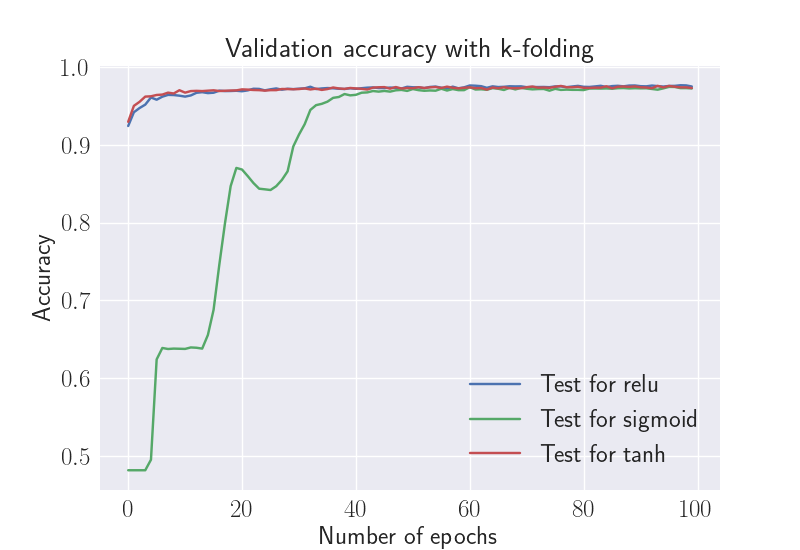 Validation accuracy with k-folding
1.0
0.9
0.8
0.7
0.6
0.5
Accuracy
Test for relu
Test for sigmoid
Test for tanh
0 20 40 60 80 100
Number of epochs